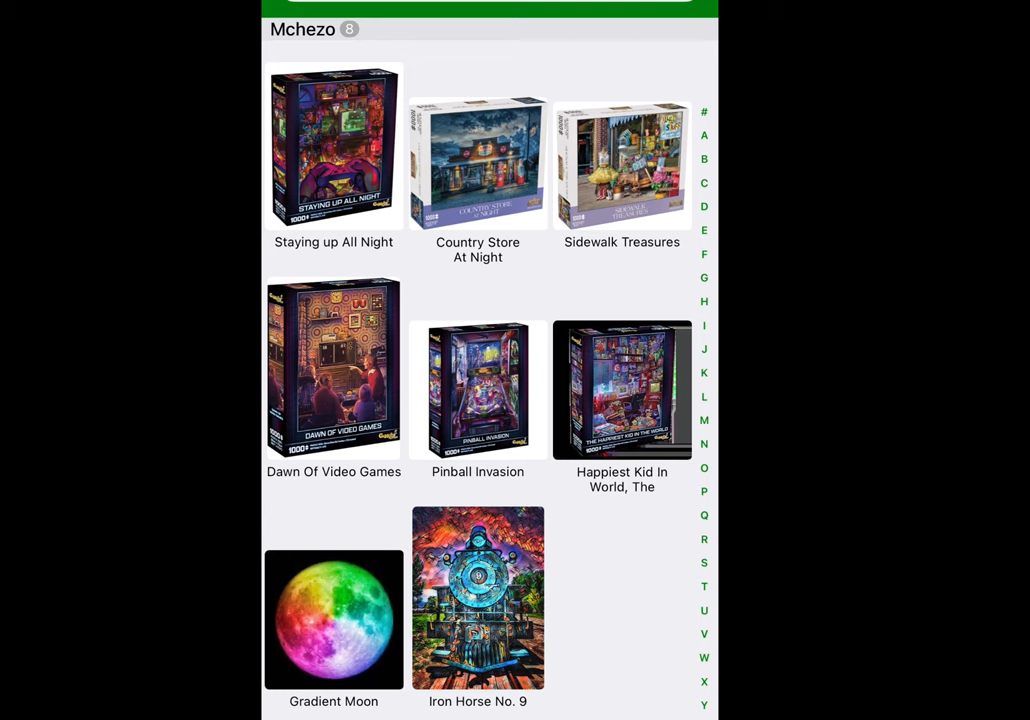 Mchezo 8
STAYING UP ALL NIGHT
1000
Staying up All Night
COUNTRY STORE
AT NIGHT
Country Store
At Night
SIDEWALK
TREASURES
Sidewalk Treasures
DAWN OF VIDEO GAMES
1000
Dawn Of Video Games
PINBALL INVASION
1000
Pinball Invasion
THE HAPPIEST KID IN THE WORLD
1000
Happiest Kid In
World, The
Gradient Moon
9
Iron Horse No. 9
#
A
B
C
D
E
F
G
H
I
J
K
L
M
N
O
P
Q
R
S
T
U
V
W
X
Y